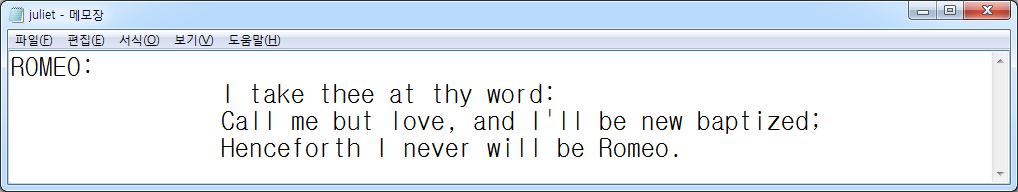 juliet - 메모장
파일(F) 편집(E) 서식(O) 보기(V) 도움말(H)
ROMEO:
I take thee at thy word:
Call me but love, and I'll be new baptized;
Henceforth I never will be Romeo.